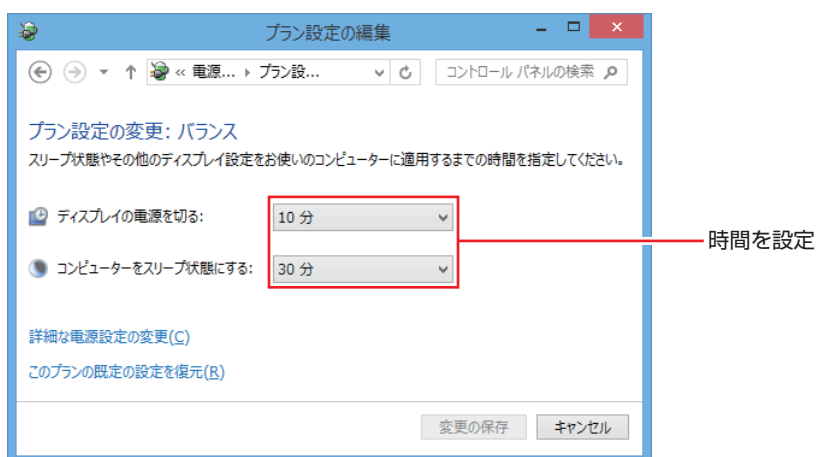 プラン設定の編集
« 電源... › プラン設...
コントロール パネルの検索
プラン設定の変更: バランス
スリープ状態やその他のディスプレイ設定をお使いのコンピューターに適用するまでの時間を指定してください。
ディスプレイの電源を切る: 10 分
時間を設定
コンピューターをスリープ状態にする: 30 分
詳細な電源設定の変更(C)
このプランの既定の設定を復元(R)
変更の保存 キャンセル